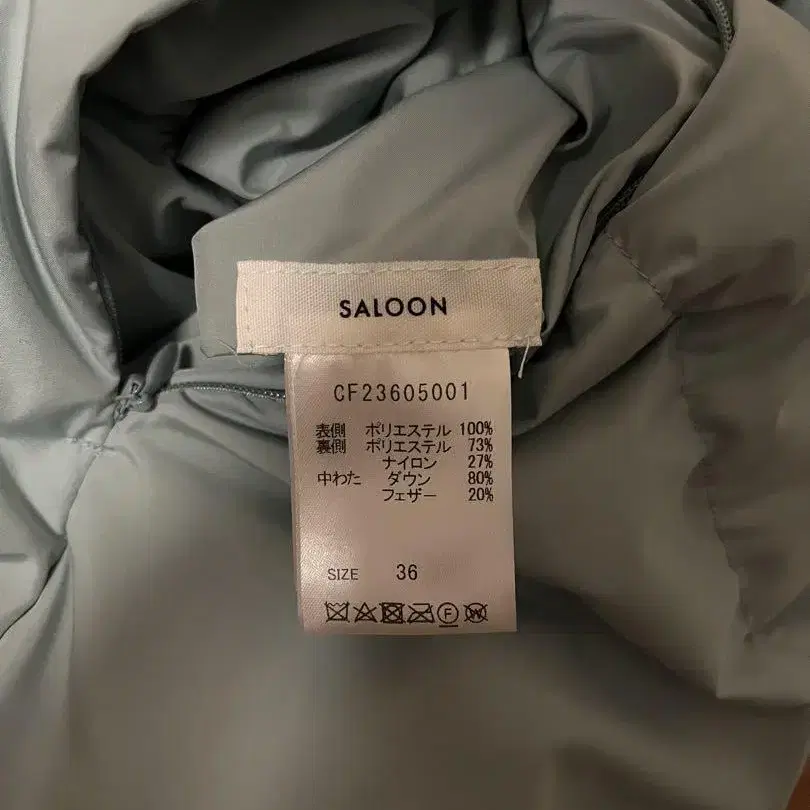 SALOON
CF23605001
表側 ポリエステル 100%
裏側 ポリエステル 73%
ナイロン 27%
中わた ダウン 80%
フェザー 20%
SIZE 36
F W